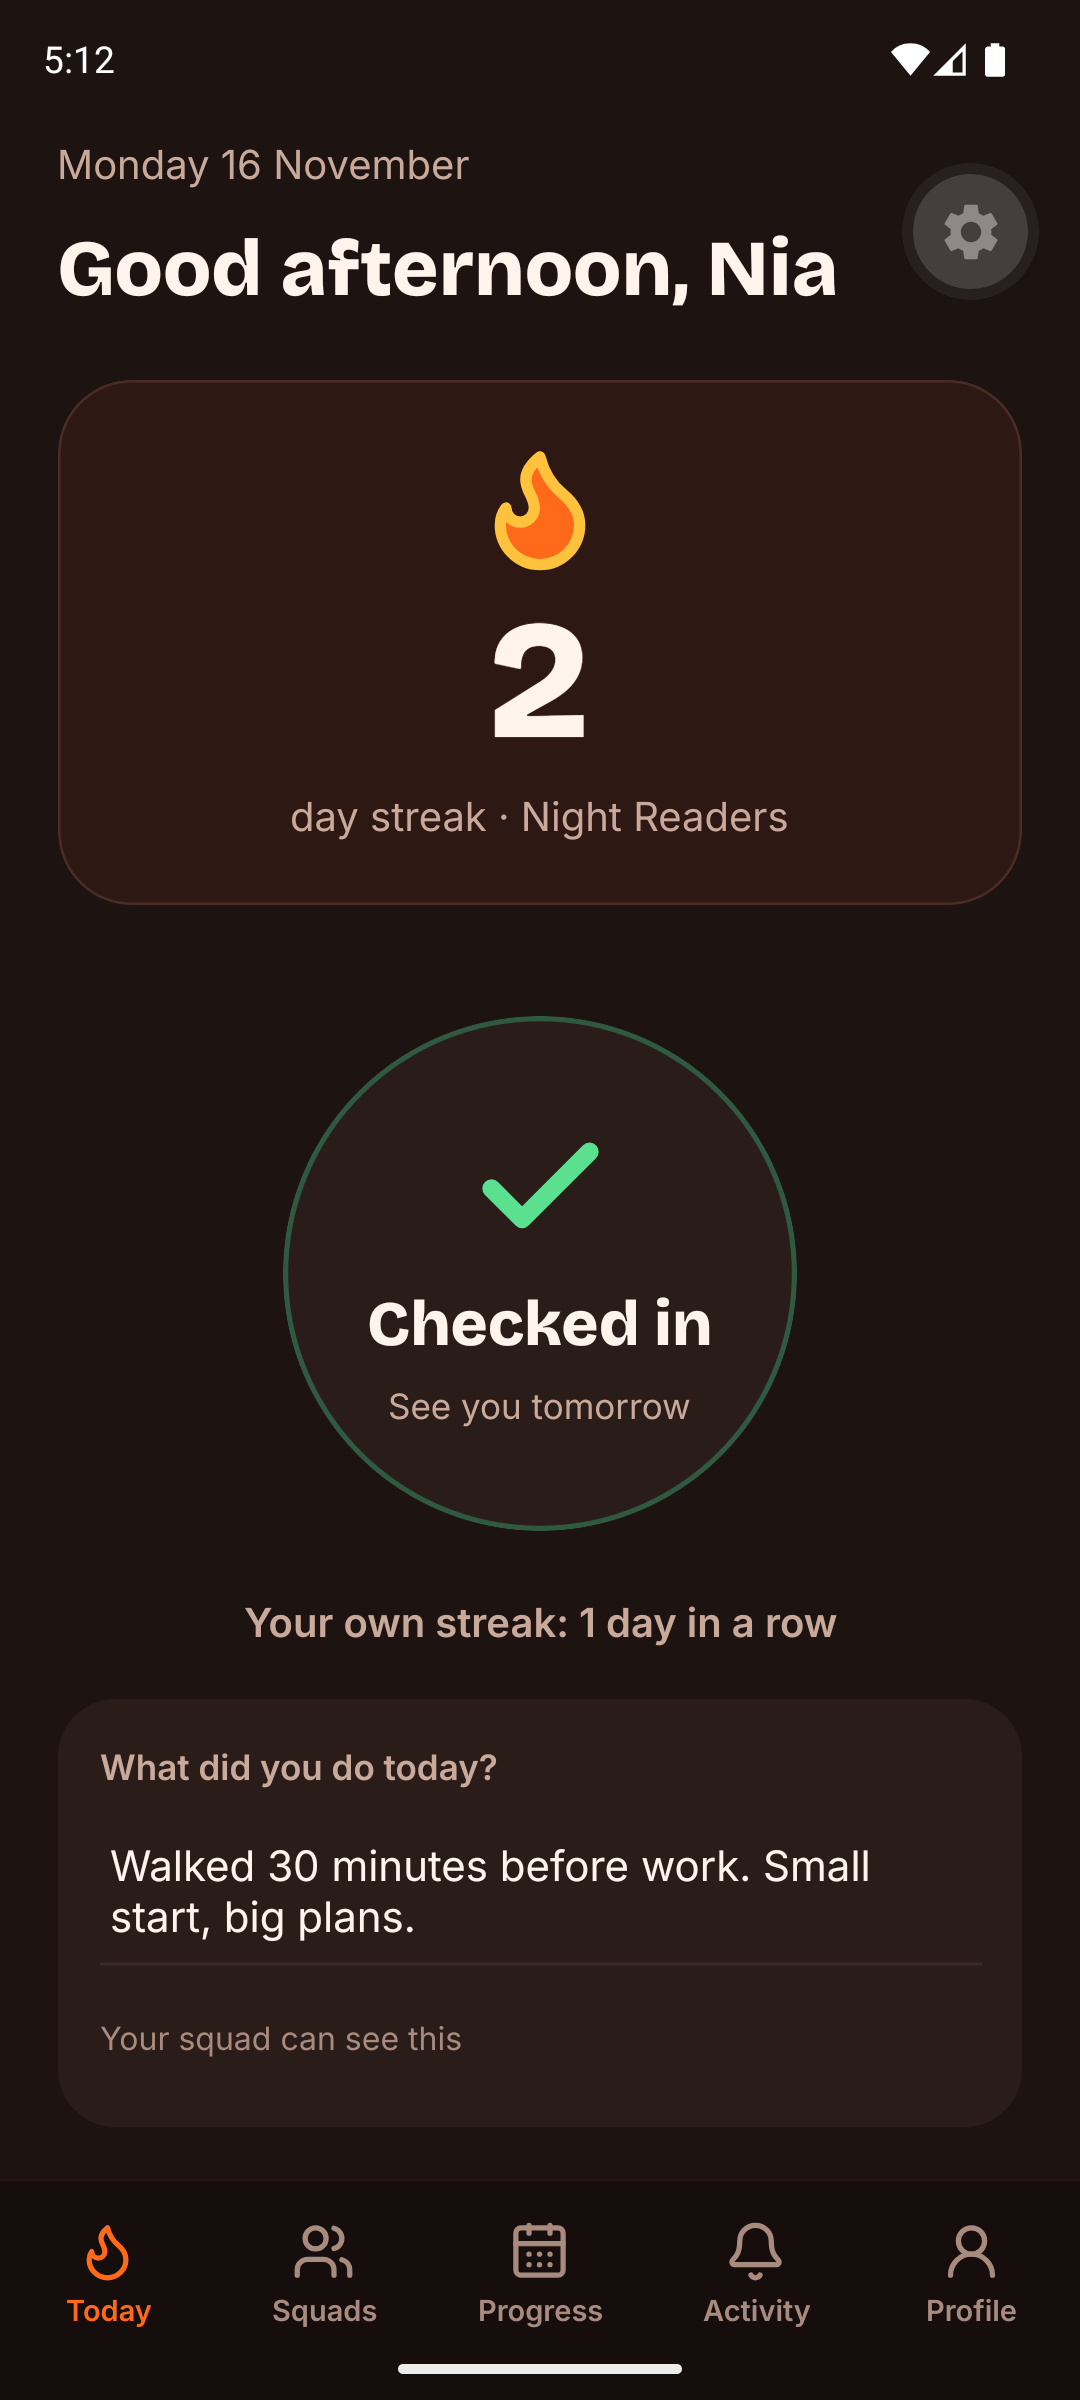 5:12
Monday 16 November
Good afternoon, Nia
2
day streak · Night Readers
Checked in
See you tomorrow
Your own streak: 1 day in a row
What did you do today?
Walked 30 minutes before work. Small
start, big plans.
Your squad can see this
Today
Squads
Progress
Activity
Profile